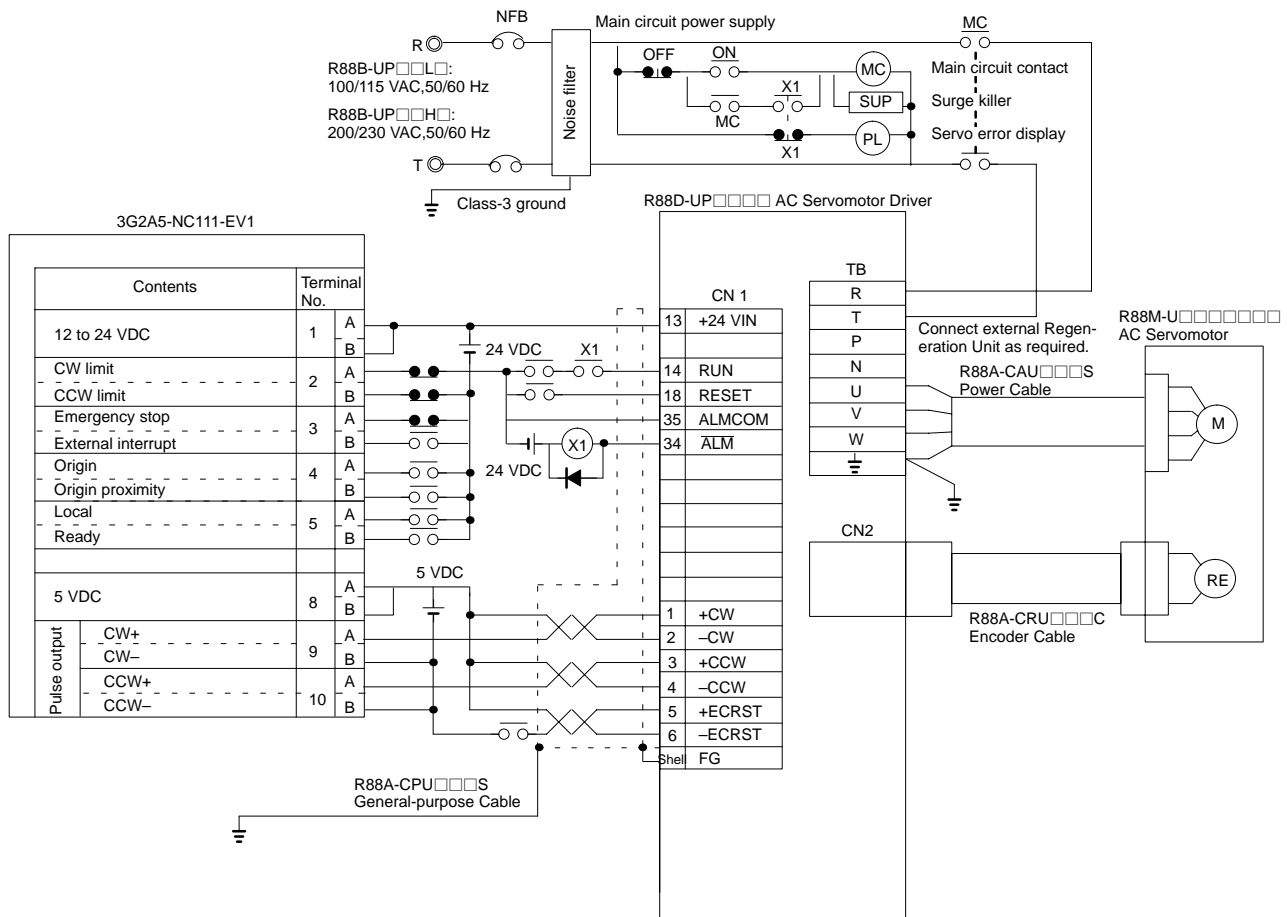 NFB
Main circuit power supply
MC
R
OFF
ON
MC
Main circuit contact
R88B-UP□□L□:
100/115 VAC,50/60 Hz
X1
SUP
Surge killer
MC
R88B-UP□□H□:
200/230 VAC,50/60 Hz
Noise filter
PL
Servo error display
X1
T
Class-3 ground
R88D-UP□□□□ AC Servomotor Driver
3G2A5-NC111-EV1
Contents
Terminal
No.
12 to 24 VDC
1
A
B
CW limit
2
A
CCW limit
B
Emergency stop
3
A
External interrupt
B
Origin
4
A
Origin proximity
B
Local
5
A
Ready
B
5 VDC
8
A
B
Pulse output
CW+
9
A
CW–
B
CCW+
10
A
CCW–
B
24 VDC
X1
X1
24 VDC
5 VDC
CN 1
13 +24 VIN
14 RUN
18 RESET
35 ALMCOM
34 ALM
1 +CW
2 –CW
3 +CCW
4 –CCW
5 +ECRST
6 –ECRST
Shell FG
TB
R
T
P
N
U
V
W
CN2
Connect external Regen-
eration Unit as required.
R88A-CAU□□□S
Power Cable
R88M-U□□□□□□□
AC Servomotor
M
RE
R88A-CRU□□□C
Encoder Cable
R88A-CPU□□□S
General-purpose Cable